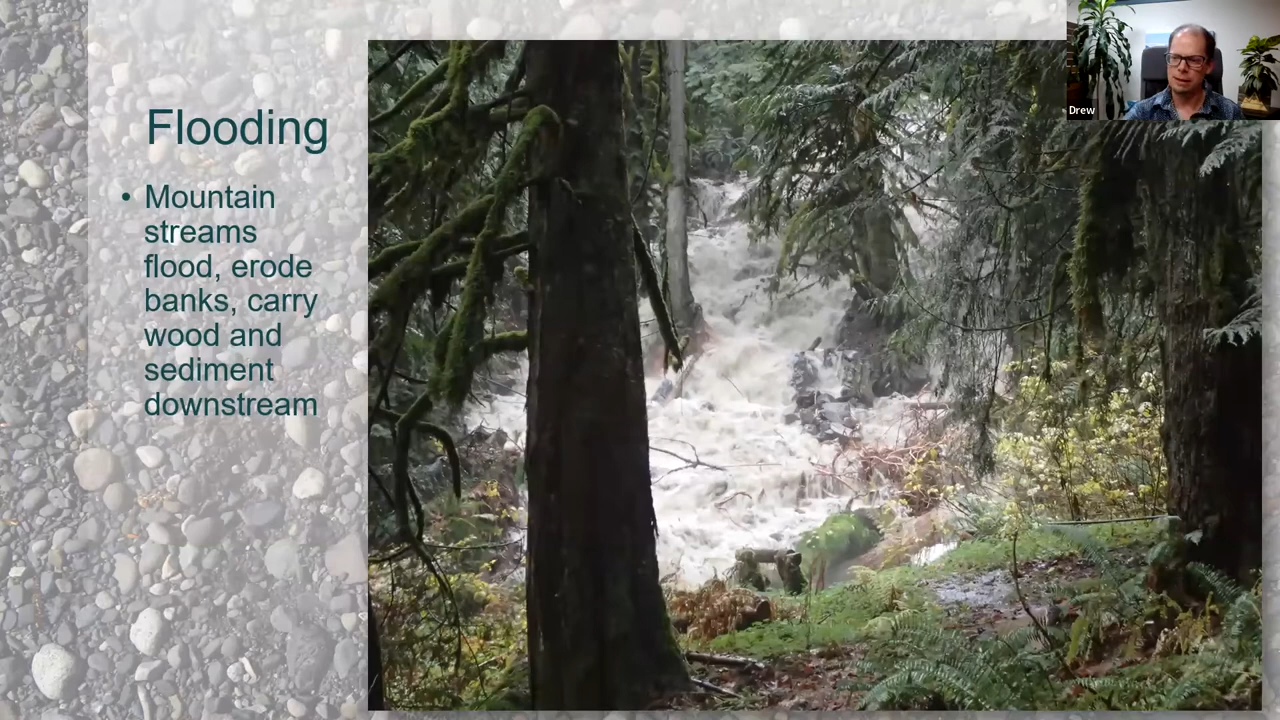 Flooding
• Mountain
streams
flood, erode
banks, carry
wood and
sediment
downstream
Drew